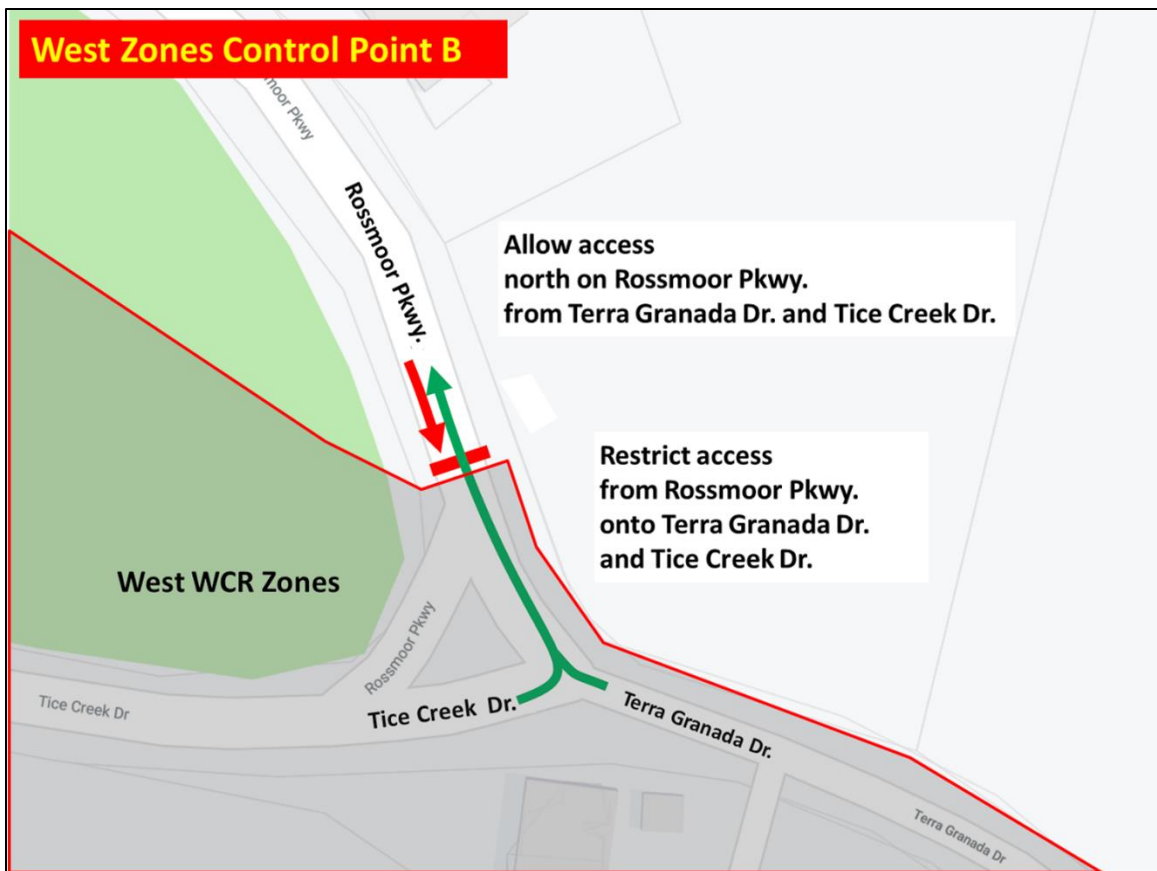 West Zones Control Point B
moor Pkwy
Rossmoor Pkwy.
Allow access
north on Rossmoor Pkwy.
from Terra Granada Dr. and Tice Creek Dr.
Restrict access
from Rossmoor Pkwy.
onto Terra Granada Dr.
and Tice Creek Dr.
West WCR Zones
Rossmoor Pkwy
Tice Creek Dr
Tice Creek Dr.
Terra Granada Dr.
Terra Granada Dr